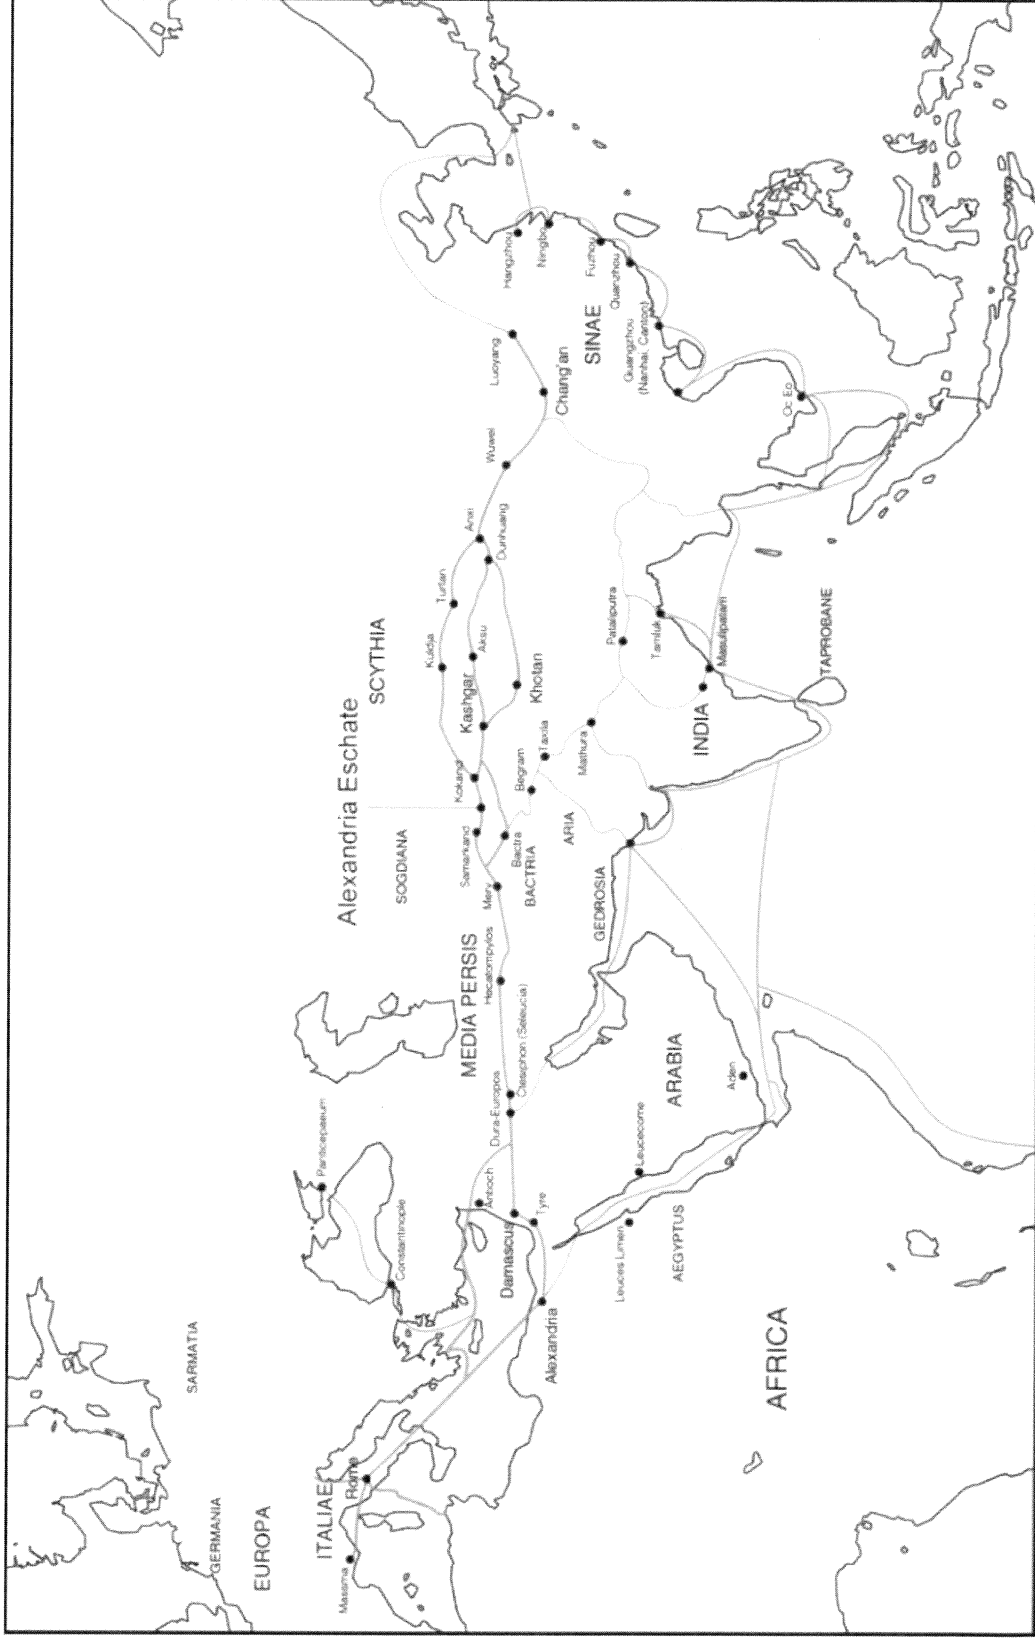 GERMANIA
EUROPA
SARMATIA
ITALIAE
Rome
Massilia
Panticepaeum
Constantinople
Antioch
Damascus
Tyre
Alexandria
AFRICA
AEGYPTUS
Leuces Limen
Leucecome
ARABIA
Aden
Dura-Europos
Ctesiphon (Seleucia)
MEDIA PERSIS
Hecatompylos
Merv
Alexandria Eschate
SOGDIANA
Samarkand
Bactra
BACTRIA
ARIA
GEDROSIA
SCYTHIA
Kokand
Kashgar
Kuldja
Aksu
Turfan
Khotan
Begram
Taxila
Mathura
Pataliputra
Tamluk
INDIA
Masulipatam
TAPROBANE
Anxi
Dunhuang
Wuwei
Chang'an
Luoyang
SINAE
Hangzhou
Ningbo
Fuzhou
Quanzhou
Guangzhou
(Nanhai, Canton)
Oc Eo